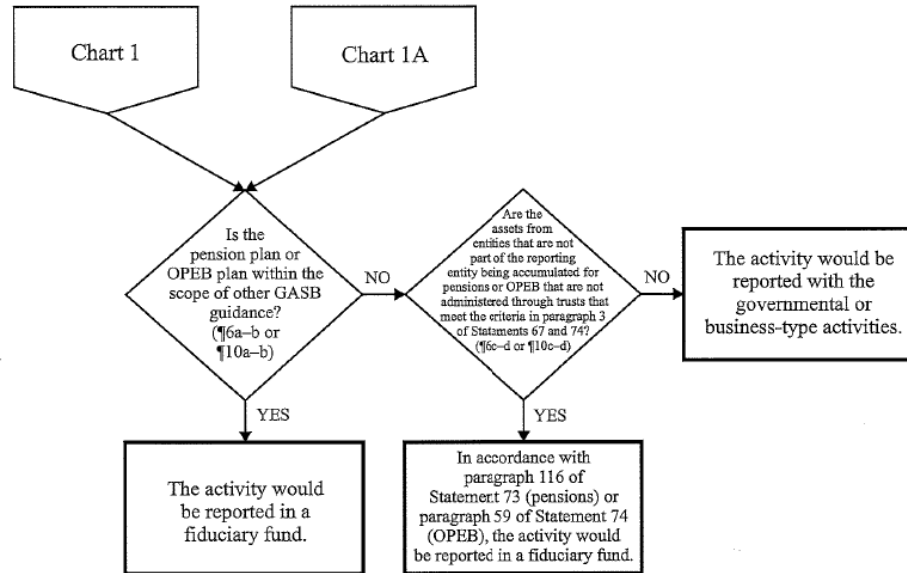 Chart 1
Chart 1A
Is the
pension plan or
OPEB plan within the
scope of other GASB
guidance?
(¶6a–b or
¶10a–b)
NO
YES
Are the
assets from
entities that are not
part of the reporting
entity being accumulated for
pensions or OPEB that are not
administered through trusts that
meet the criteria in paragraph 3
of Statements 67 and 74?
(¶6c–d or ¶10c–d)
NO
YES
The activity would be
reported with the
governmental or
business-type activities.
The activity would
be reported in a
fiduciary fund.
In accordance with
paragraph 116 of
Statement 73 (pensions) or
paragraph 59 of Statement 74
(OPEB), the activity would
be reported in a fiduciary fund.